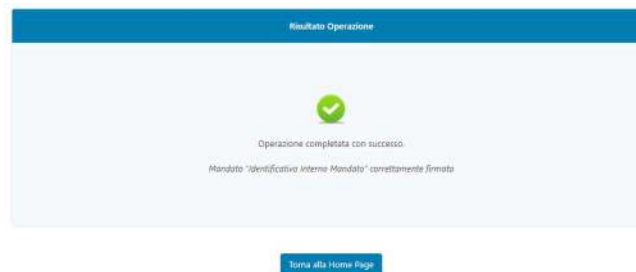 Risultato Operazione
Operazione completata con successo.
Mandato "Identificativo Interno Mandato" correttamente firmato
Torna alla Home Page